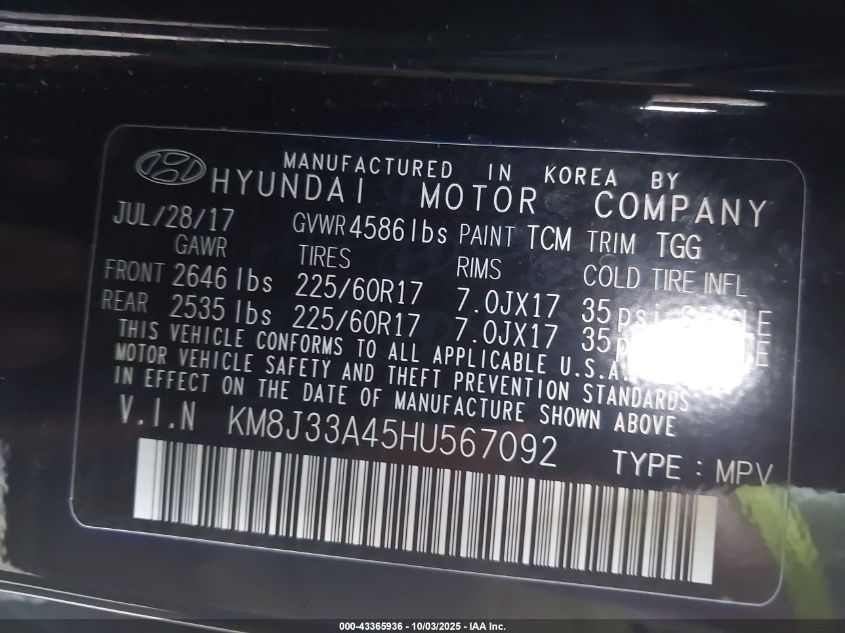 MANUFACTURED IN KOREA BY
HYUNDAI MOTOR COMPANY
JUL/28/17 GVWR 4586lbs PAINT TCM TRIM TGG
GAWR TIRES RIMS COLD TIRE INFL
FRONT 2646 lbs 225/60R17 7.0JX17 35 psi
REAR 2535 lbs 225/60R17 7.0JX17 35
THIS VEHICLE CONFORMS TO ALL APPLICABLE U.S.A.
MOTOR VEHICLE SAFETY AND THEFT PREVENTION STANDARDS
IN EFFECT ON THE DATE OF MANUFACTURE SHOWN ABOVE
V.I.N KM8J33A45HU567092 TYPE : MPV
000-43365936 - 10/03/2025 - IAA Inc.